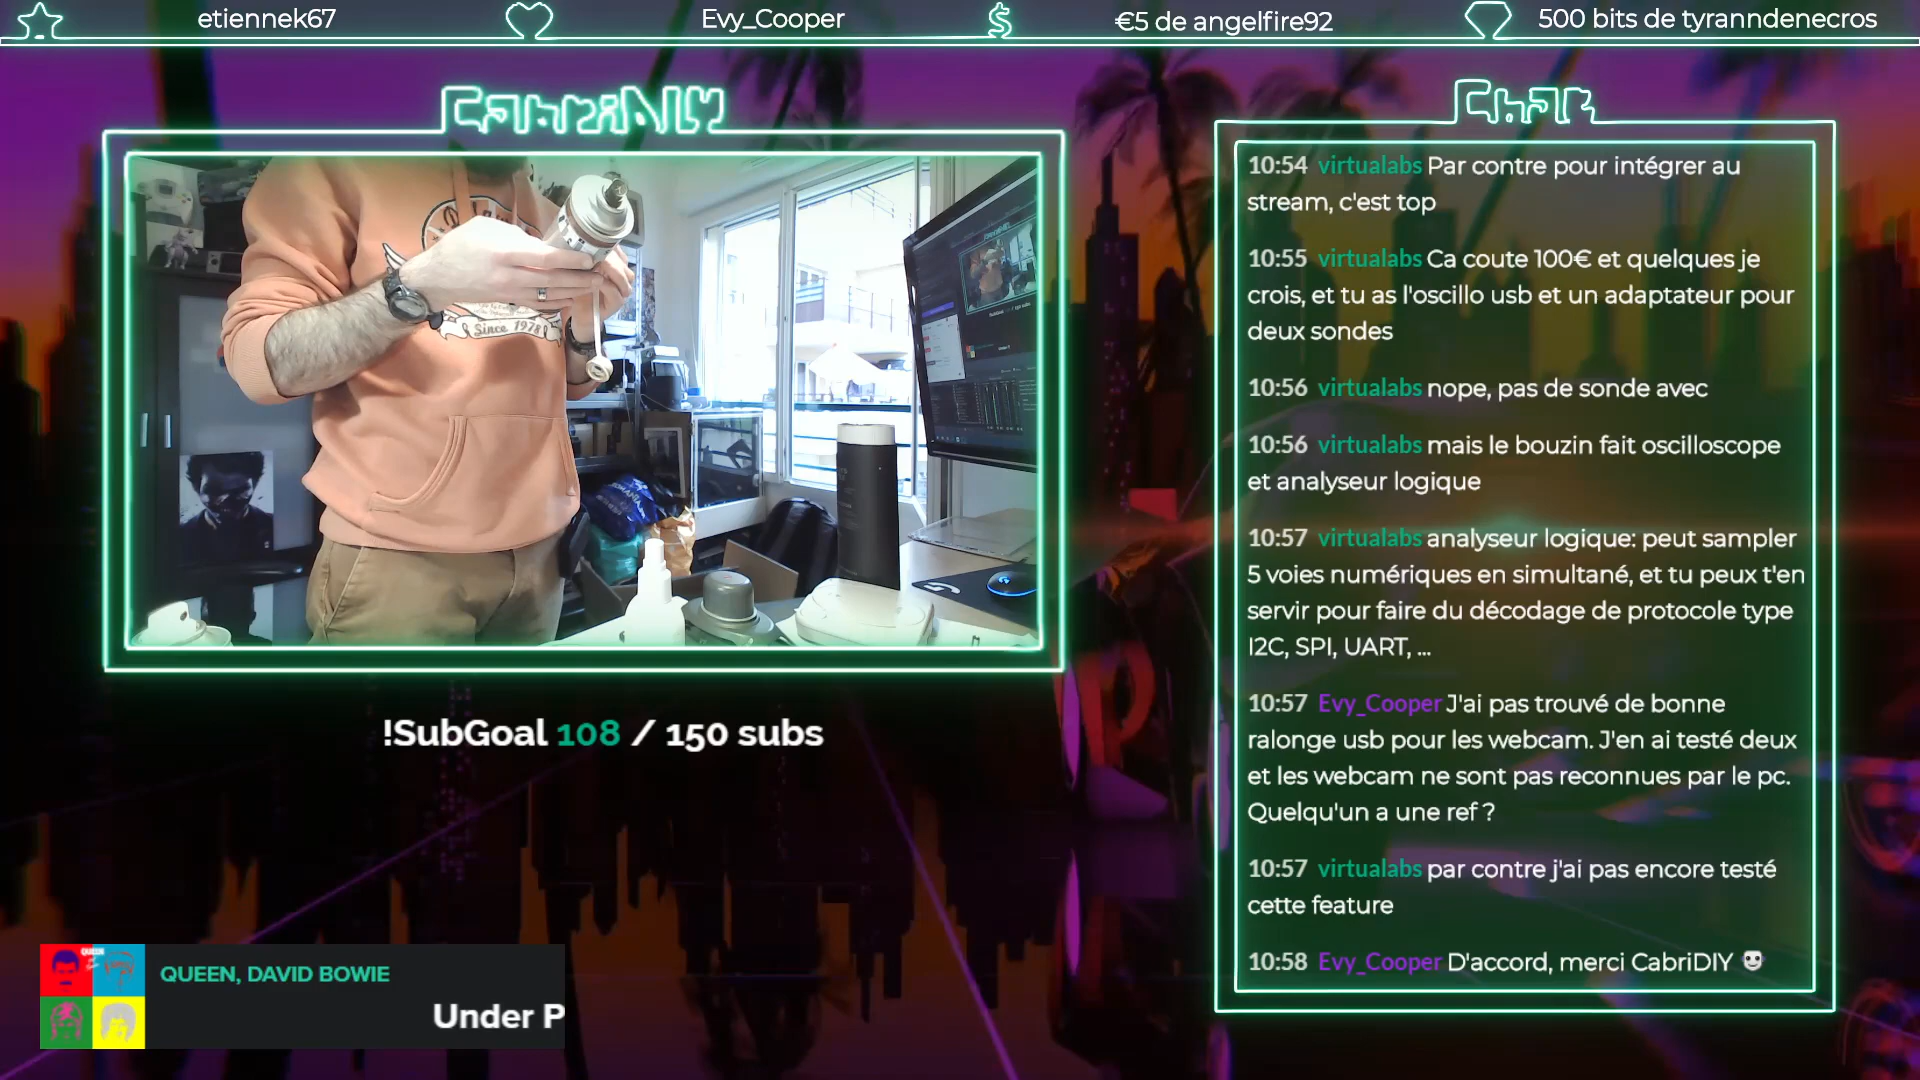 etiennek67
Evy_Cooper
€5 de angelfire92
500 bits de tyranndenecros
CabriDIY
Chat
Since 1978
10:54 virtualabs Par contre pour intégrer au
stream, c'est top
10:55 virtualabs Ca coute 100€ et quelques je
crois, et tu as l'oscillo usb et un adaptateur pour
deux sondes
10:56 virtualabs nope, pas de sonde avec
10:56 virtualabs mais le bouzin fait oscilloscope
et analyseur logique
10:57 virtualabs analyseur logique: peut sampler
5 voies numériques en simultané, et tu peux t'en
servir pour faire du décodage de protocole type
I2C, SPI, UART, ...
10:57 Evy_Cooper J'ai pas trouvé de bonne
ralonge usb pour les webcam. J'en ai testé deux
et les webcam ne sont pas reconnues par le pc.
Quelqu'un a une ref ?
10:57 virtualabs par contre j'ai pas encore testé
cette feature
10:58 Evy_Cooper D'accord, merci CabriDIY
!SubGoal 108 / 150 subs
QUEEN
QUEEN, DAVID BOWIE
Under P